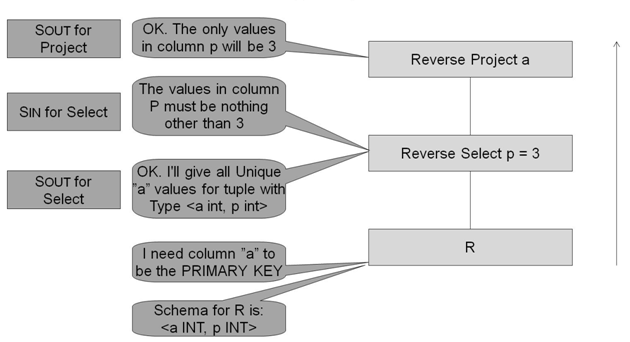 SOUT for
Project
OK. The only values
in column p will be 3
Reverse Project a
SIN for Select
The values in column
P must be nothing
other than 3
Reverse Select p = 3
SOUT for
Select
OK. I'll give all Unique
"a" values for tuple with
Type <a int, p int>
R
I need column "a" to
be the PRIMARY KEY
Schema for R is:
<a INT, p INT>